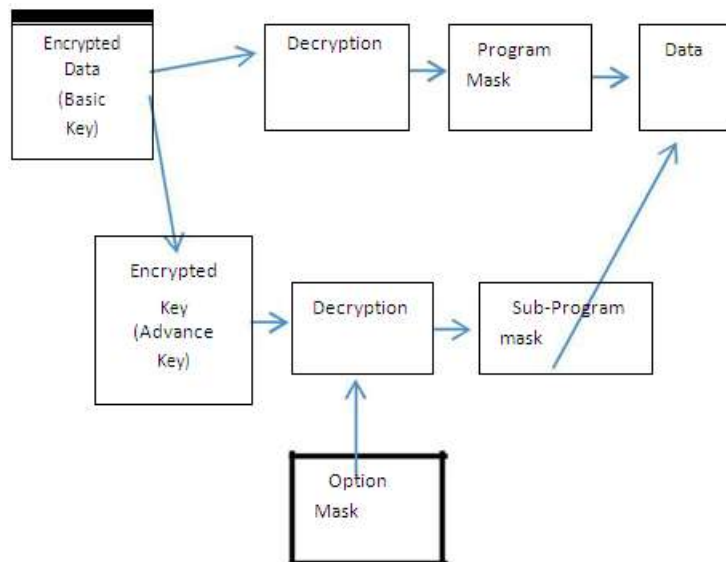 Encrypted
Data
(Basic
Key)
Decryption
Program
Mask
Data
Encrypted
Key
(Advance
Key)
Decryption
Sub-Program
mask
Option
Mask